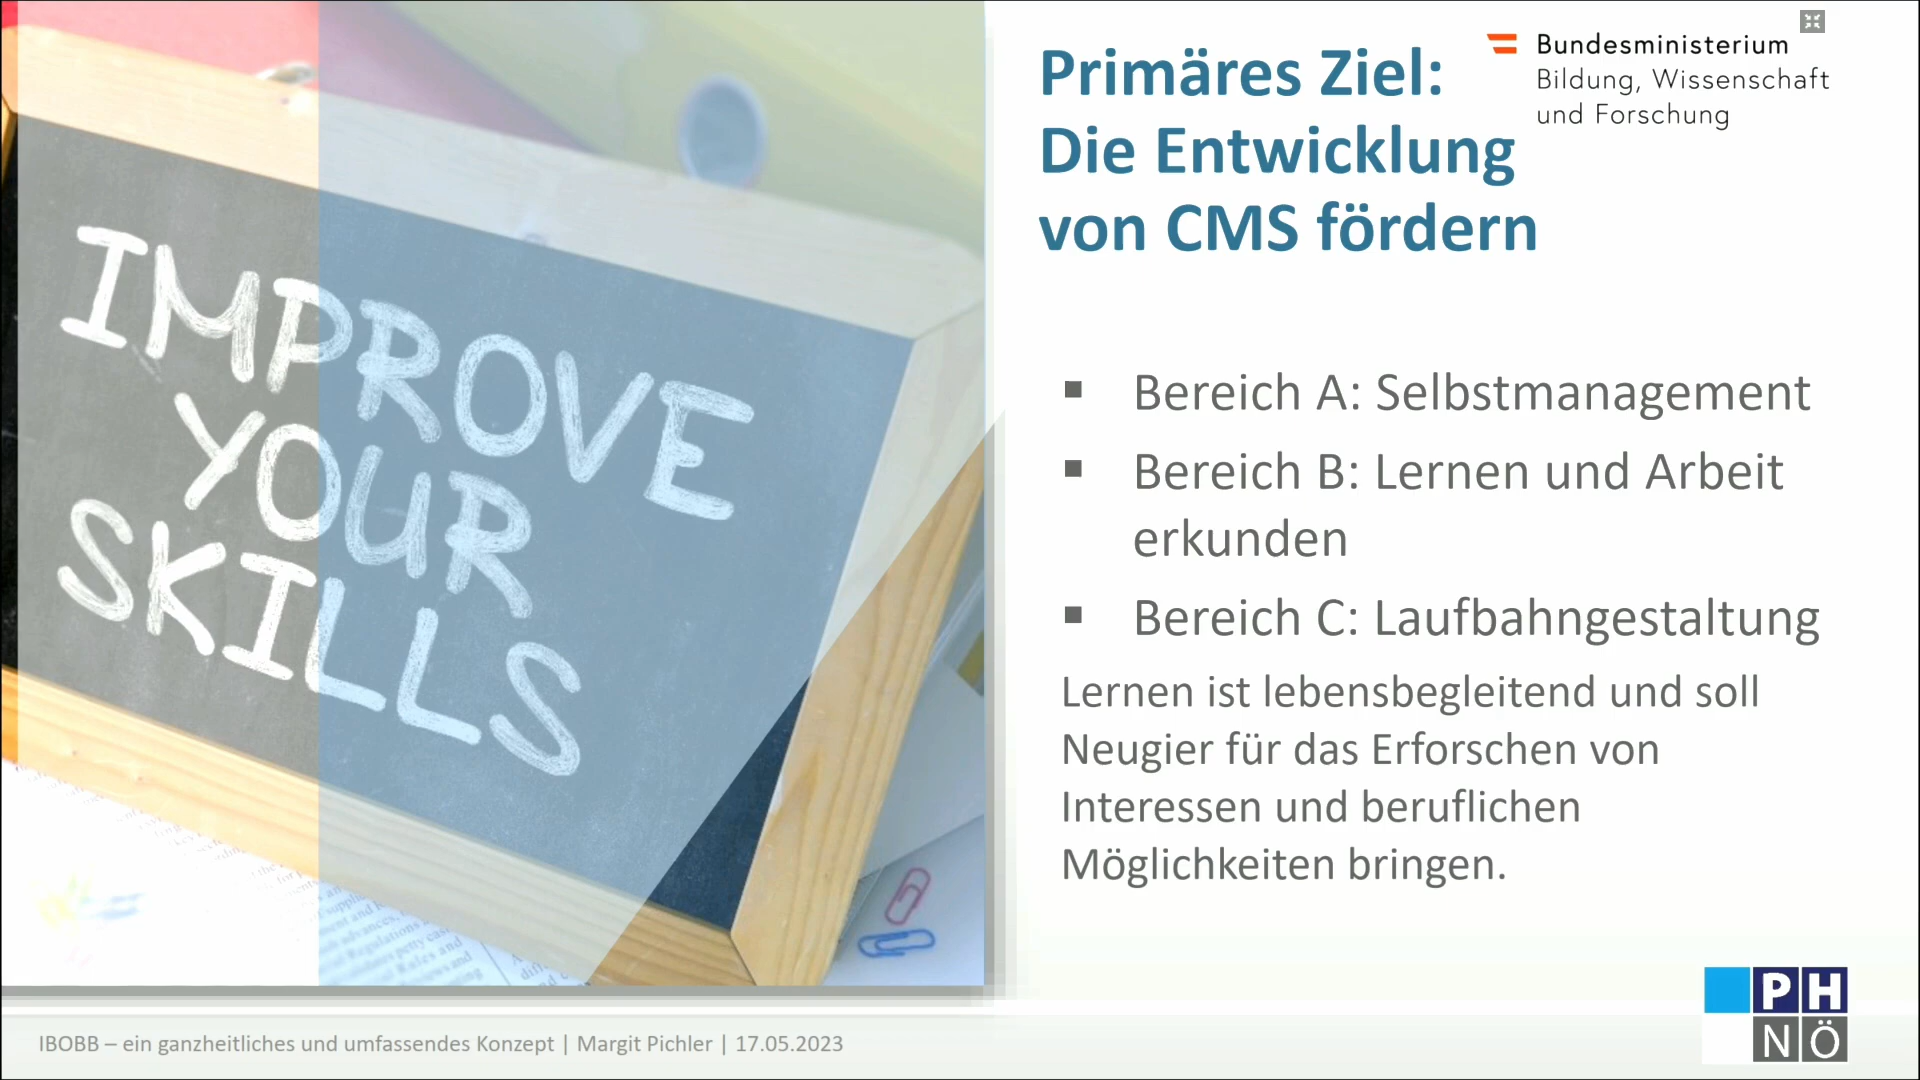 Primäres Ziel:
Die Entwicklung
von CMS fördern
Bundesministerium
Bildung, Wissenschaft
und Forschung
IMPROVE
YOUR
SKILLS
▪ Bereich A: Selbstmanagement
▪ Bereich B: Lernen und Arbeit
erkunden
▪ Bereich C: Laufbahngestaltung
Lernen ist lebensbegleitend und soll
Neugier für das Erforschen von
Interessen und beruflichen
Möglichkeiten bringen.
IBOBB – ein ganzheitliches und umfassendes Konzept | Margit Pichler | 17.05.2023
PH
NÖ